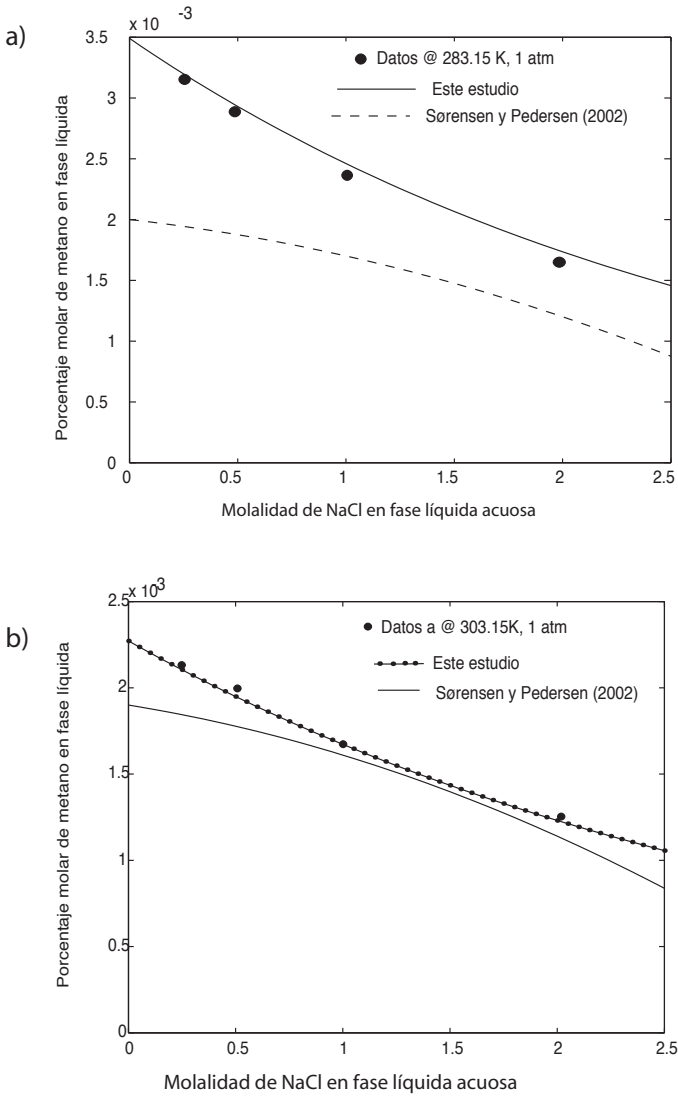 a)
x 10 -3
3.5
3
2.5
2
1.5
1
0.5
0
Porcentaje molar de metano en fase líquida
Datos @ 283.15 K, 1 atm
Este estudio
Sørensen y Pedersen (2002)
0 0.5 1 1.5 2 2.5
Molalidad de NaCl en fase líquida acuosa
b)
x 10 3
2.5
2
1.5
1
0.5
0
Porcentaje molar de metano en fase líquida
Datos a @ 303.15K, 1 atm
Este estudio
Sørensen y Pedersen (2002)
0 0.5 1 1.5 2 2.5
Molalidad de NaCl en fase líquida acuosa